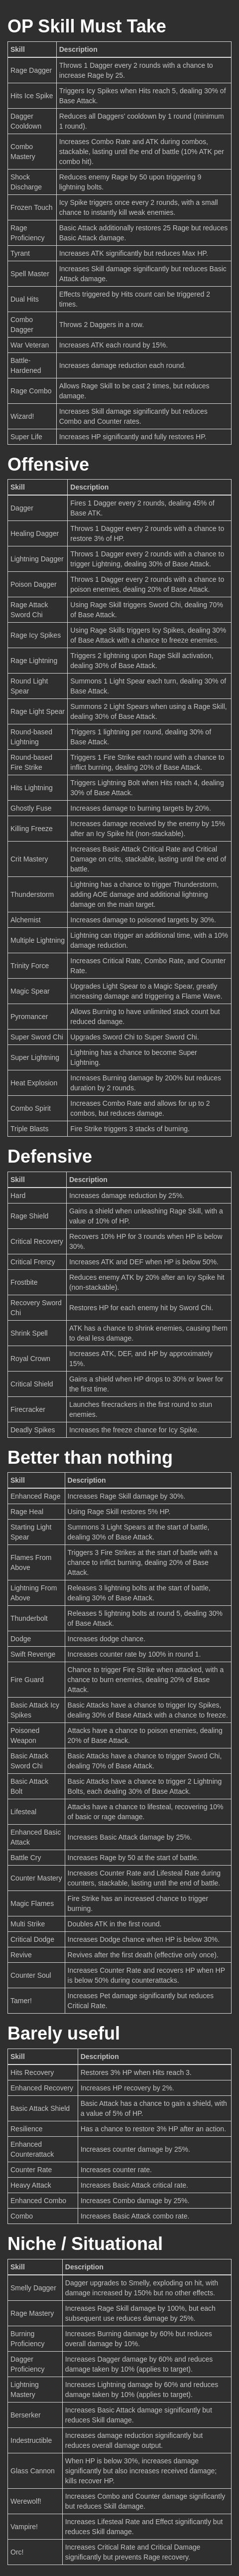 OP Skill Must Take
Skill Description
Rage Dagger Throws 1 Dagger every 2 rounds with a chance to
increase Rage by 25.
Hits Ice Spike Triggers Icy Spikes when Hits reach 5, dealing 30% of
Base Attack.
Dagger Cooldown Reduces all Daggers' cooldown by 1 round (minimum
1 round).
Combo Mastery Increases Combo Rate and ATK during combos,
stackable, lasting until the end of battle (10% ATK per
combo hit).
Shock Discharge Reduces enemy Rage by 50 upon triggering 9
lightning bolts.
Frozen Touch Icy Spike triggers once every 2 rounds, with a small
chance to instantly kill weak enemies.
Rage Proficiency Basic Attack additionally restores 25 Rage but reduces
Basic Attack damage.
Tyrant Increases ATK significantly but reduces Max HP.
Spell Master Increases Skill damage significantly but reduces Basic
Attack damage.
Dual Hits Effects triggered by Hits count can be triggered 2
times.
Combo Dagger Throws 2 Daggers in a row.
War Veteran Increases ATK each round by 15%.
Battle-Hardened Increases damage reduction each round.
Rage Combo Allows Rage Skill to be cast 2 times, but reduces
damage.
Wizard! Increases Skill damage significantly but reduces
Combo and Counter rates.
Super Life Increases HP significantly and fully restores HP.
Offensive
Skill Description
Dagger Fires 1 Dagger every 2 rounds, dealing 45% of
Base ATK.
Healing Dagger Throws 1 Dagger every 2 rounds with a chance to
restore 3% of HP.
Lightning Dagger Throws 1 Dagger every 2 rounds with a chance to
trigger Lightning, dealing 30% of Base Attack.
Poison Dagger Throws 1 Dagger every 2 rounds with a chance to
poison enemies, dealing 20% of Base Attack.
Rage Attack Sword Chi Using Rage Skill triggers Sword Chi, dealing 70%
of Base Attack.
Rage Icy Spikes Using Rage Skills triggers Icy Spikes, dealing 30%
of Base Attack with a chance to freeze enemies.
Rage Lightning Triggers 2 lightning upon Rage Skill activation,
dealing 30% of Base Attack.
Round Light Spear Summons 1 Light Spear each turn, dealing 30% of
Base Attack.
Rage Light Spear Summons 2 Light Spears when using a Rage Skill,
dealing 30% of Base Attack.
Round-based Lightning Triggers 1 lightning per round, dealing 30% of
Base Attack.
Round-based Fire Strike Triggers 1 Fire Strike each round with a chance to
inflict burning, dealing 20% of Base Attack.
Hits Lightning Triggers Lightning Bolt when Hits reach 4, dealing
30% of Base Attack.
Ghostly Fuse Increases damage to burning targets by 20%.
Killing Freeze Increases damage received by the enemy by 15%
after an Icy Spike hit (non-stackable).
Crit Mastery Increases Basic Attack Critical Rate and Critical
Damage on crits, stackable, lasting until the end of
battle.
Thunderstorm Lightning has a chance to trigger Thunderstorm,
adding AOE damage and additional lightning
damage on the main target.
Alchemist Increases damage to poisoned targets by 30%.
Multiple Lightning Lightning can trigger an additional time, with a 10%
damage reduction.
Trinity Force Increases Critical Rate, Combo Rate, and Counter
Rate.
Magic Spear Upgrades Light Spear to a Magic Spear, greatly
increasing damage and triggering a Flame Wave.
Pyromancer Allows Burning to have unlimited stack count but
reduced damage.
Super Sword Chi Upgrades Sword Chi to Super Sword Chi.
Super Lightning Lightning has a chance to become Super
Lightning.
Heat Explosion Increases Burning damage by 200% but reduces
duration by 2 rounds.
Combo Spirit Increases Combo Rate and allows for up to 2
combos, but reduces damage.
Triple Blasts Fire Strike triggers 3 stacks of burning.
Defensive
Skill Description
Hard Increases damage reduction by 25%.
Rage Shield Gains a shield when unleashing Rage Skill, with a
value of 10% of HP.
Critical Recovery Recovers 10% HP for 3 rounds when HP is below
30%.
Critical Frenzy Increases ATK and DEF when HP is below 50%.
Frostbite Reduces enemy ATK by 20% after an Icy Spike hit
(non-stackable).
Recovery Sword Chi Restores HP for each enemy hit by Sword Chi.
Shrink Spell ATK has a chance to shrink enemies, causing them
to deal less damage.
Royal Crown Increases ATK, DEF, and HP by approximately
15%.
Critical Shield Gains a shield when HP drops to 30% or lower for
the first time.
Firecracker Launches firecrackers in the first round to stun
enemies.
Deadly Spikes Increases the freeze chance for Icy Spike.
Better than nothing
Skill Description
Enhanced Rage Increases Rage Skill damage by 30%.
Rage Heal Using Rage Skill restores 5% HP.
Starting Light Spear Summons 3 Light Spears at the start of battle,
dealing 30% of Base Attack.
Flames From Above Triggers 3 Fire Strikes at the start of battle with a
chance to inflict burning, dealing 20% of Base
Attack.
Lightning From Above Releases 3 lightning bolts at the start of battle,
dealing 30% of Base Attack.
Thunderbolt Releases 5 lightning bolts at round 5, dealing 30%
of Base Attack.
Dodge Increases dodge chance.
Swift Revenge Increases counter rate by 100% in round 1.
Fire Guard Chance to trigger Fire Strike when attacked, with a
chance to burn enemies, dealing 20% of Base
Attack.
Basic Attack Icy Spikes Basic Attacks have a chance to trigger Icy Spikes,
dealing 30% of Base Attack with a chance to freeze.
Poisoned Weapon Attacks have a chance to poison enemies, dealing
20% of Base Attack.
Basic Attack Sword Chi Basic Attacks have a chance to trigger Sword Chi,
dealing 70% of Base Attack.
Basic Attack Bolt Basic Attacks have a chance to trigger 2 Lightning
Bolts, each dealing 30% of Base Attack.
Lifesteal Attacks have a chance to lifesteal, recovering 10%
of basic or rage damage.
Enhanced Basic Attack Increases Basic Attack damage by 25%.
Battle Cry Increases Rage by 50 at the start of battle.
Counter Mastery Increases Counter Rate and Lifesteal Rate during
counters, stackable, lasting until the end of battle.
Magic Flames Fire Strike has an increased chance to trigger
burning.
Multi Strike Doubles ATK in the first round.
Critical Dodge Increases Dodge chance when HP is below 30%.
Revive Revives after the first death (effective only once).
Counter Soul Increases Counter Rate and recovers HP when HP
is below 50% during counterattacks.
Tamer! Increases Pet damage significantly but reduces
Critical Rate.
Barely useful
Skill Description
Hits Recovery Restores 3% HP when Hits reach 3.
Enhanced Recovery Increases HP recovery by 2%.
Basic Attack Shield Basic Attack has a chance to gain a shield, with
a value of 5% of HP.
Resilience Has a chance to restore 3% HP after an action.
Enhanced Counterattack Increases counter damage by 25%.
Counter Rate Increases counter rate.
Heavy Attack Increases Basic Attack critical rate.
Enhanced Combo Increases Combo damage by 25%.
Combo Increases Basic Attack combo rate.
Niche / Situational
Skill Description
Smelly Dagger Dagger upgrades to Smelly, exploding on hit, with
damage increased by 150% but no other effects.
Rage Mastery Increases Rage Skill damage by 100%, but each
subsequent use reduces damage by 25%.
Burning Proficiency Increases Burning damage by 60% but reduces
overall damage by 10%.
Dagger Proficiency Increases Dagger damage by 60% and reduces
damage taken by 10% (applies to target).
Lightning Mastery Increases Lightning damage by 60% and reduces
damage taken by 10% (applies to target).
Berserker Increases Basic Attack damage significantly but
reduces Skill damage.
Indestructible Increases damage reduction significantly but
reduces overall damage output.
Glass Cannon When HP is below 30%, increases damage
significantly but also increases received damage;
kills recover HP.
Werewolf! Increases Combo and Counter damage significantly
but reduces Skill damage.
Vampire! Increases Lifesteal Rate and Effect significantly but
reduces Skill damage.
Orc! Increases Critical Rate and Critical Damage
significantly but prevents Rage recovery.